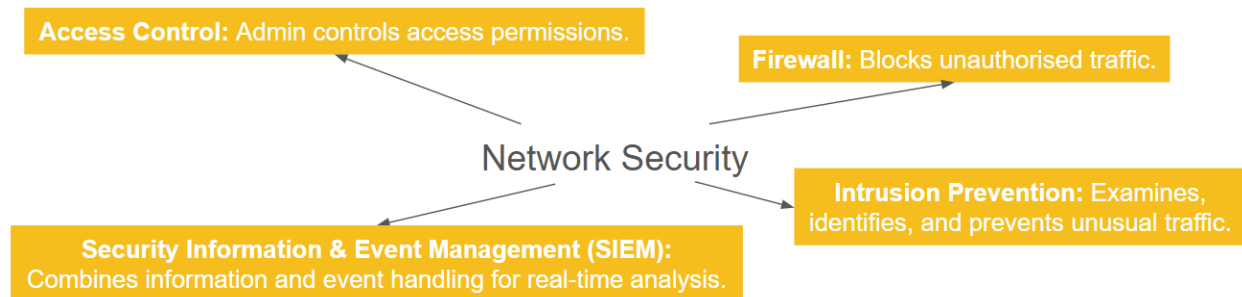 Access Control: Admin controls access permissions.
Firewall: Blocks unauthorised traffic.
Network Security
Intrusion Prevention: Examines,
identifies, and prevents unusual traffic.
Security Information & Event Management (SIEM):
Combines information and event handling for real-time analysis.